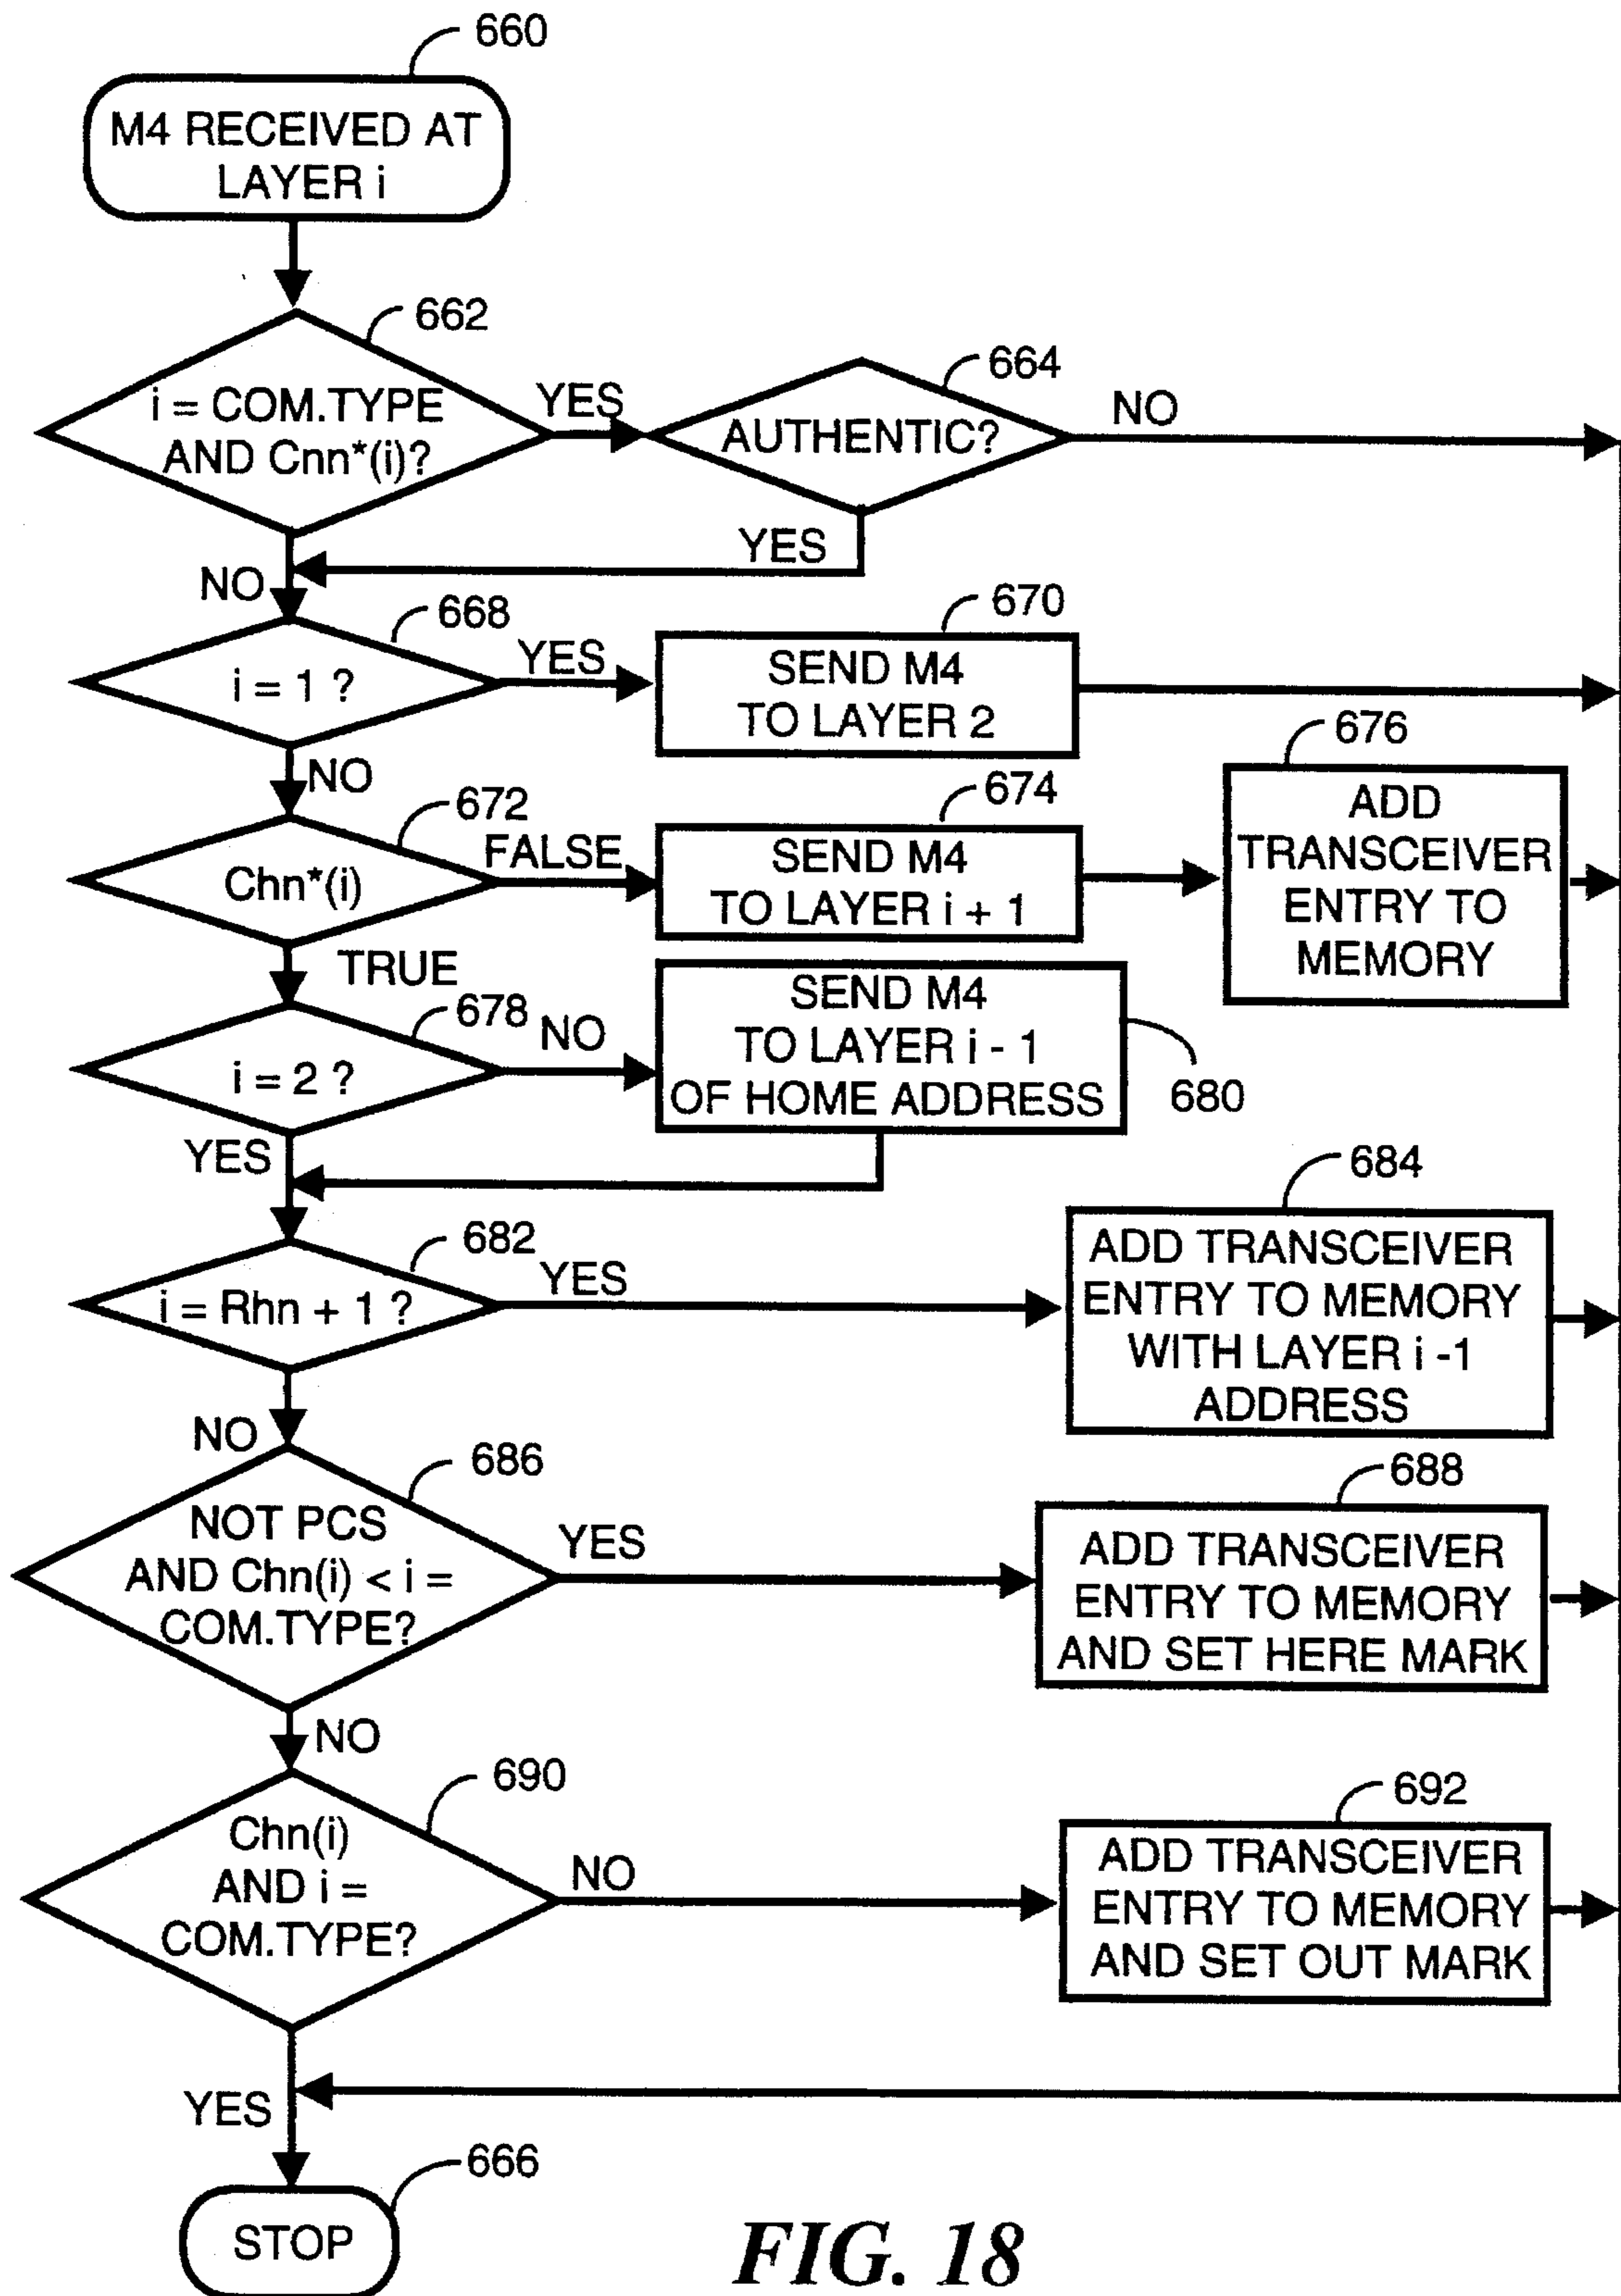 660
M4 RECEIVED AT
LAYER i
662
i = COM.TYPE
AND Cnn*(i)?
YES
664
AUTHENTIC?
NO
YES
NO
668
i = 1 ?
YES
670
SEND M4
TO LAYER 2
NO
672
Chn*(i)
FALSE
674
SEND M4
TO LAYER i + 1
676
ADD
TRANSCEIVER
ENTRY TO
MEMORY
TRUE
678
i = 2 ?
NO
SEND M4
TO LAYER i - 1
OF HOME ADDRESS
680
YES
682
i = Rhn + 1 ?
YES
684
ADD TRANSCEIVER
ENTRY TO MEMORY
WITH LAYER i -1
ADDRESS
NO
686
NOT PCS
AND Chn(i) < i =
COM.TYPE?
YES
688
ADD TRANSCEIVER
ENTRY TO MEMORY
AND SET HERE MARK
NO
690
Chn(i)
AND i =
COM.TYPE?
NO
692
ADD TRANSCEIVER
ENTRY TO MEMORY
AND SET OUT MARK
YES
666
STOP
FIG. 18